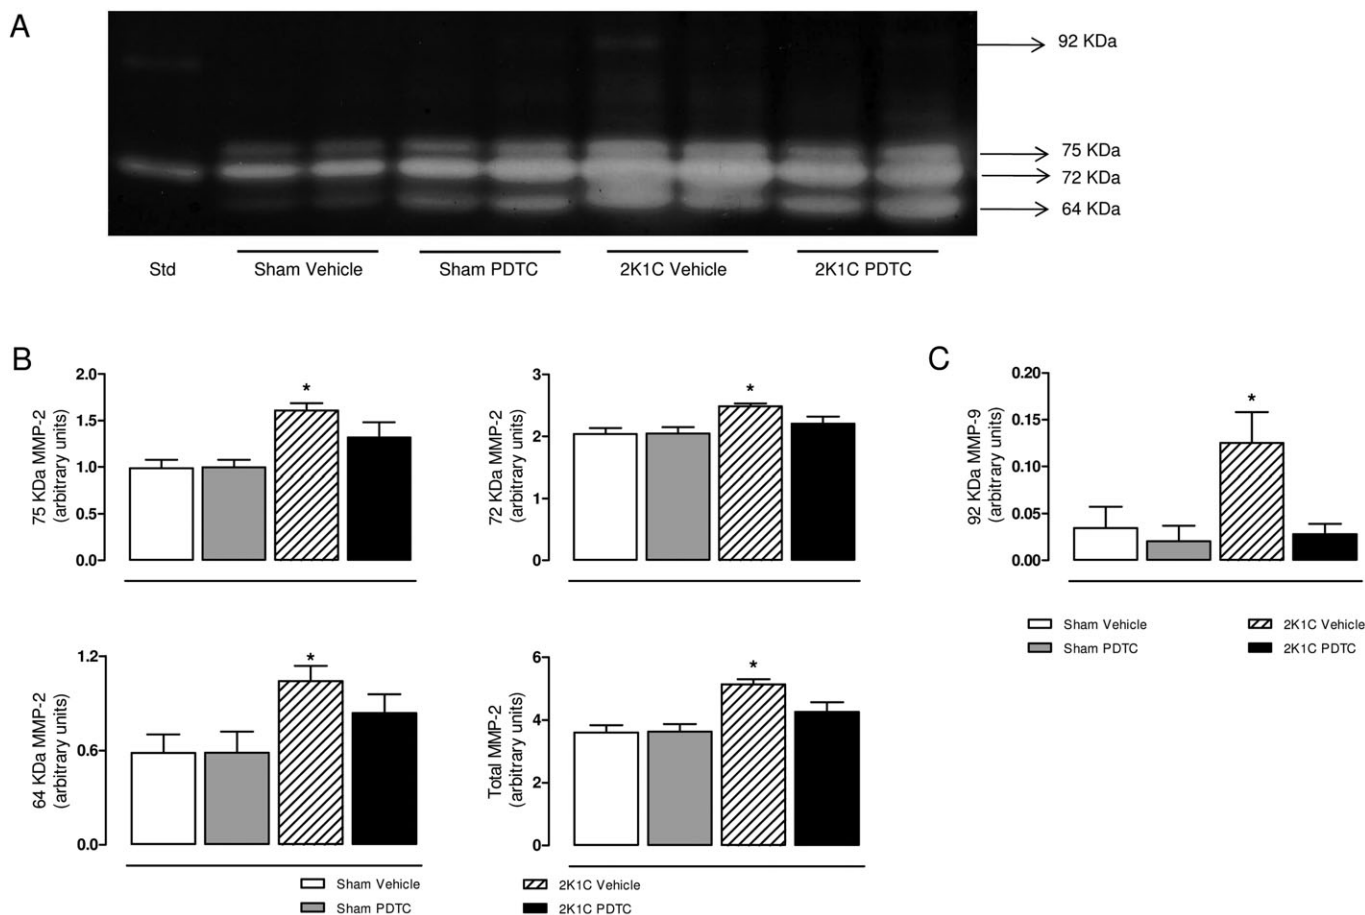 A
92 KDa
75 KDa
72 KDa
64 KDa
Std
Sham Vehicle
Sham PDTC
2K1C Vehicle
2K1C PDTC
B
75 KDa MMP-2
(arbitrary units)
2.0
1.5
1.0
0.5
0.0
*
72 KDa MMP-2
(arbitrary units)
3
2
1
0
*
C
92 KDa MMP-9
(arbitrary units)
0.20
0.15
0.10
0.05
0.00
*
Sham Vehicle
2K1C Vehicle
Sham PDTC
2K1C PDTC
64 KDa MMP-2
(arbitrary units)
1.2
0.6
0.0
*
Total MMP-2
(arbitrary units)
6
4
2
0
*
Sham Vehicle
2K1C Vehicle
Sham PDTC
2K1C PDTC